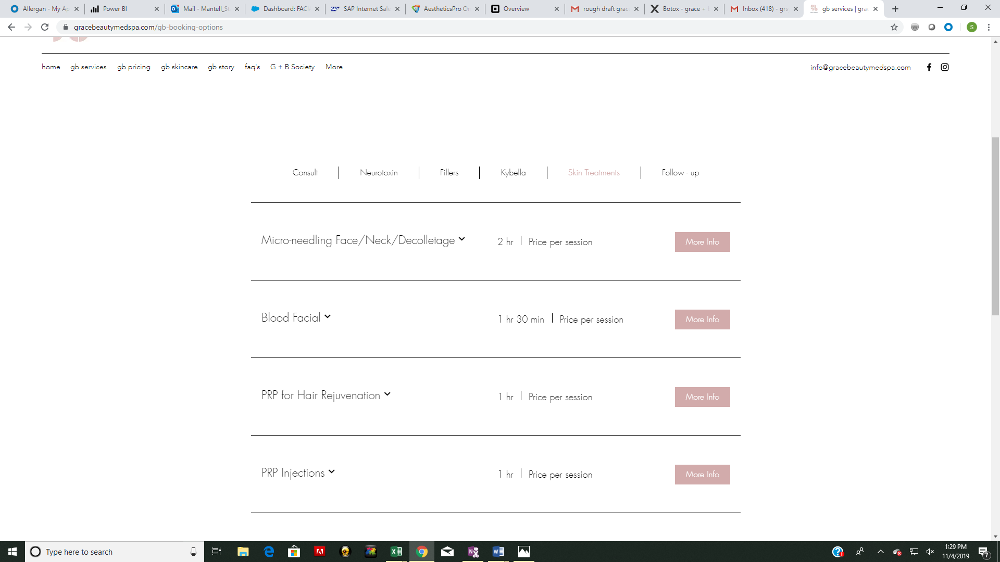 Allergan - My Ap
Power BI
Mail - Mantell_St
Dashboard: FACI
SAP Internet Sale
AestheticsPro On
Overview
rough draft grac
Botox - grace +
Inbox (418) - grs
gb services | gra
gracebeautymedspa.com/gb-booking-options
S
home gb services gb pricing gb skincare gb story faq's G + B Society More
info@gracebeautymedspa.com
Consult Neurotoxin Fillers Kybella Skin Treatments Follow - up
Micro-needling Face/Neck/Decolletage 2 hr Price per session More Info
Blood Facial 1 hr 30 min Price per session More Info
PRP for Hair Rejuvenation 1 hr Price per session More Info
PRP Injections 1 hr Price per session More Info
Type here to search
1:29 PM
11/4/2019
7